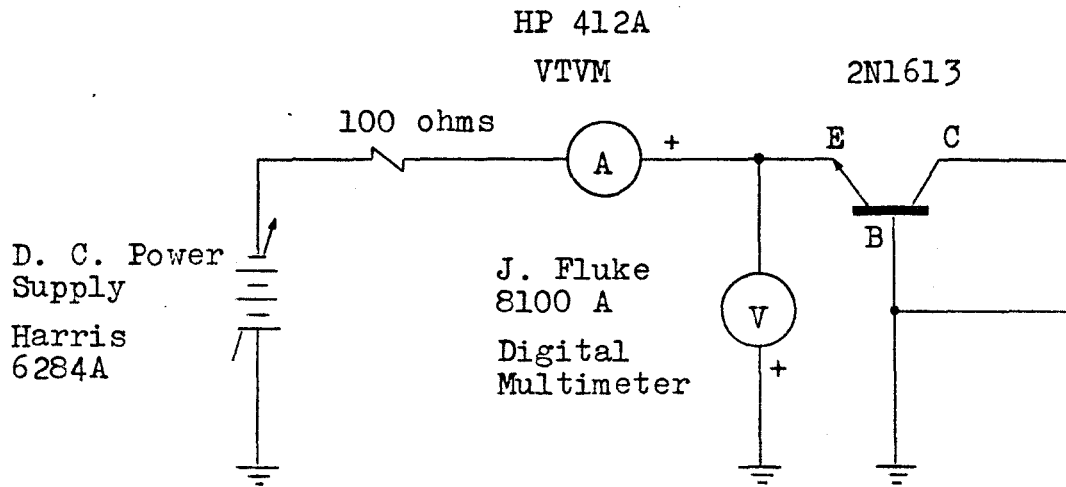 HP 412A
VTVM
2N1613
100 ohms
+
E
C
A
B
D. C. Power
Supply
Harris
6284A
J. Fluke
8100 A
Digital
Multimeter
V
+